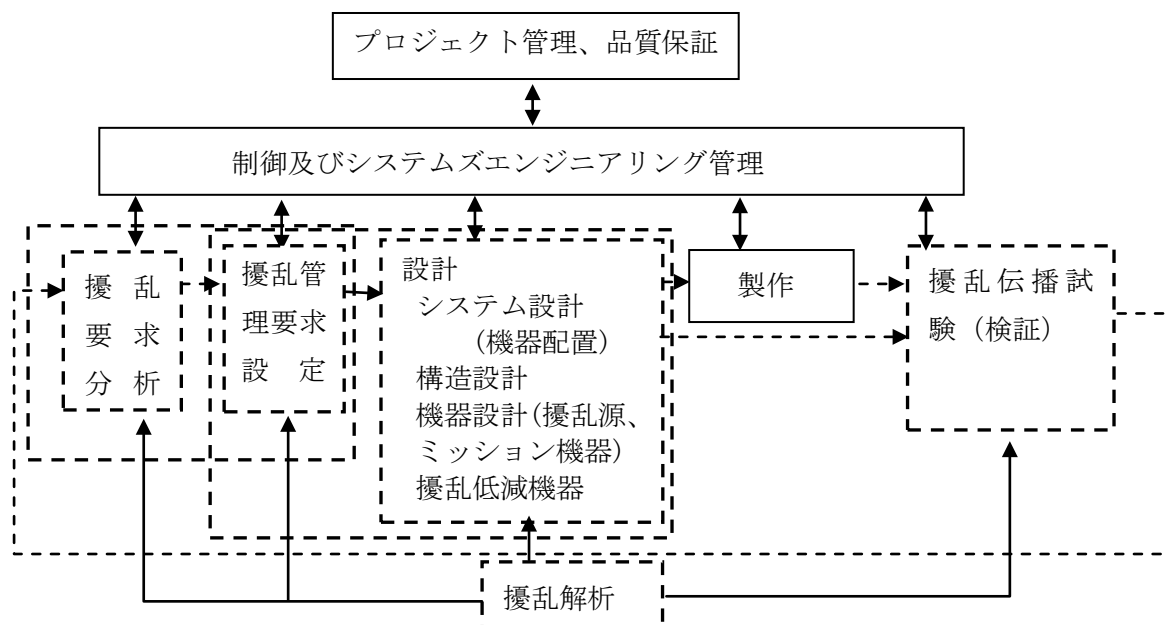 プロジェクト管理、品質保証
制御及びシステムズエンジニアリング管理
擾乱
要求
分析
擾乱管
理要求
設定
設計
システム設計
(機器配置)
構造設計
機器設計(擾乱源、
ミッション機器)
擾乱低減機器
製作
擾乱伝播試
験（検証）
擾乱解析